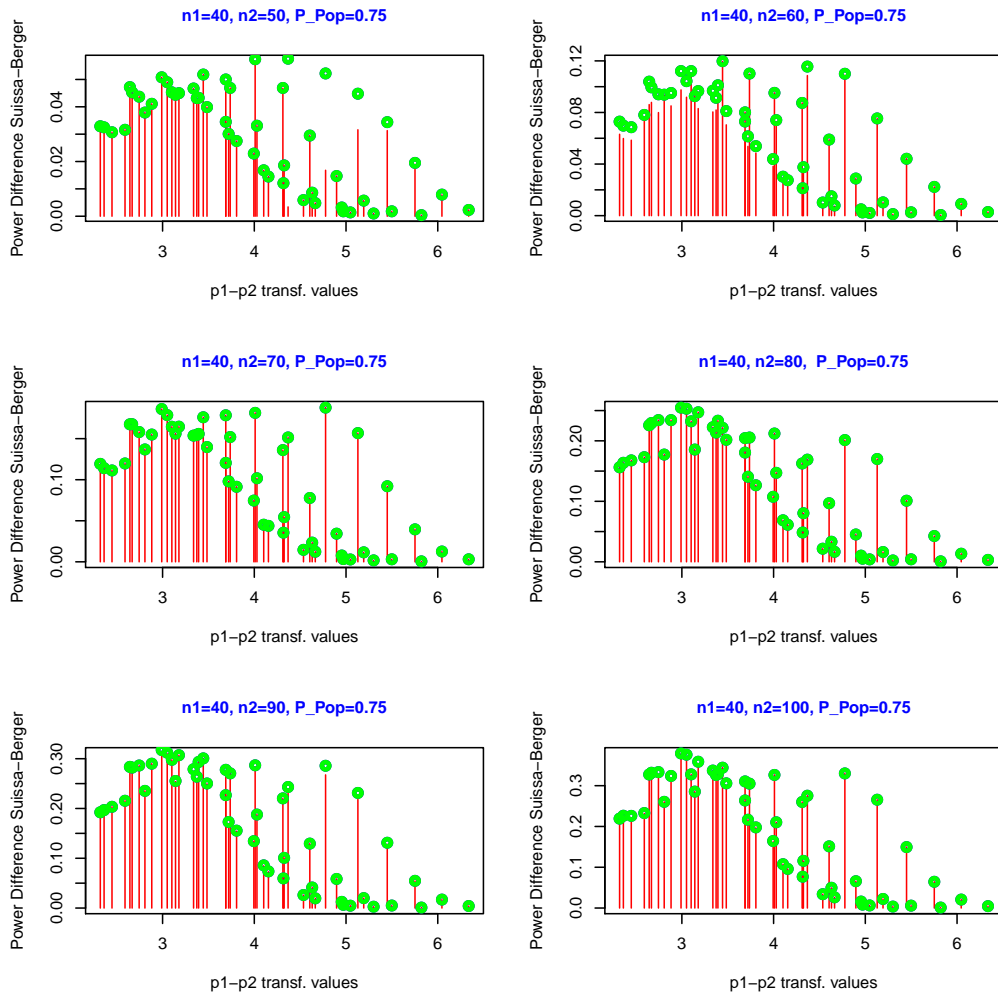 n1=40, n2=50, P_Pop=0.75
Power Difference Suissa−Berger
0.00 0.02 0.04
3 4 5 6
p1−p2 transf. values
n1=40, n2=60, P_Pop=0.75
Power Difference Suissa−Berger
0.00 0.04 0.08 0.12
3 4 5 6
p1−p2 transf. values
n1=40, n2=70, P_Pop=0.75
Power Difference Suissa−Berger
0.00 0.10
3 4 5 6
p1−p2 transf. values
n1=40, n2=80, P_Pop=0.75
Power Difference Suissa−Berger
0.00 0.10 0.20
3 4 5 6
p1−p2 transf. values
n1=40, n2=90, P_Pop=0.75
Power Difference Suissa−Berger
0.00 0.10 0.20 0.30
3 4 5 6
p1−p2 transf. values
n1=40, n2=100, P_Pop=0.75
Power Difference Suissa−Berger
0.0 0.1 0.2 0.3
3 4 5 6
p1−p2 transf. values